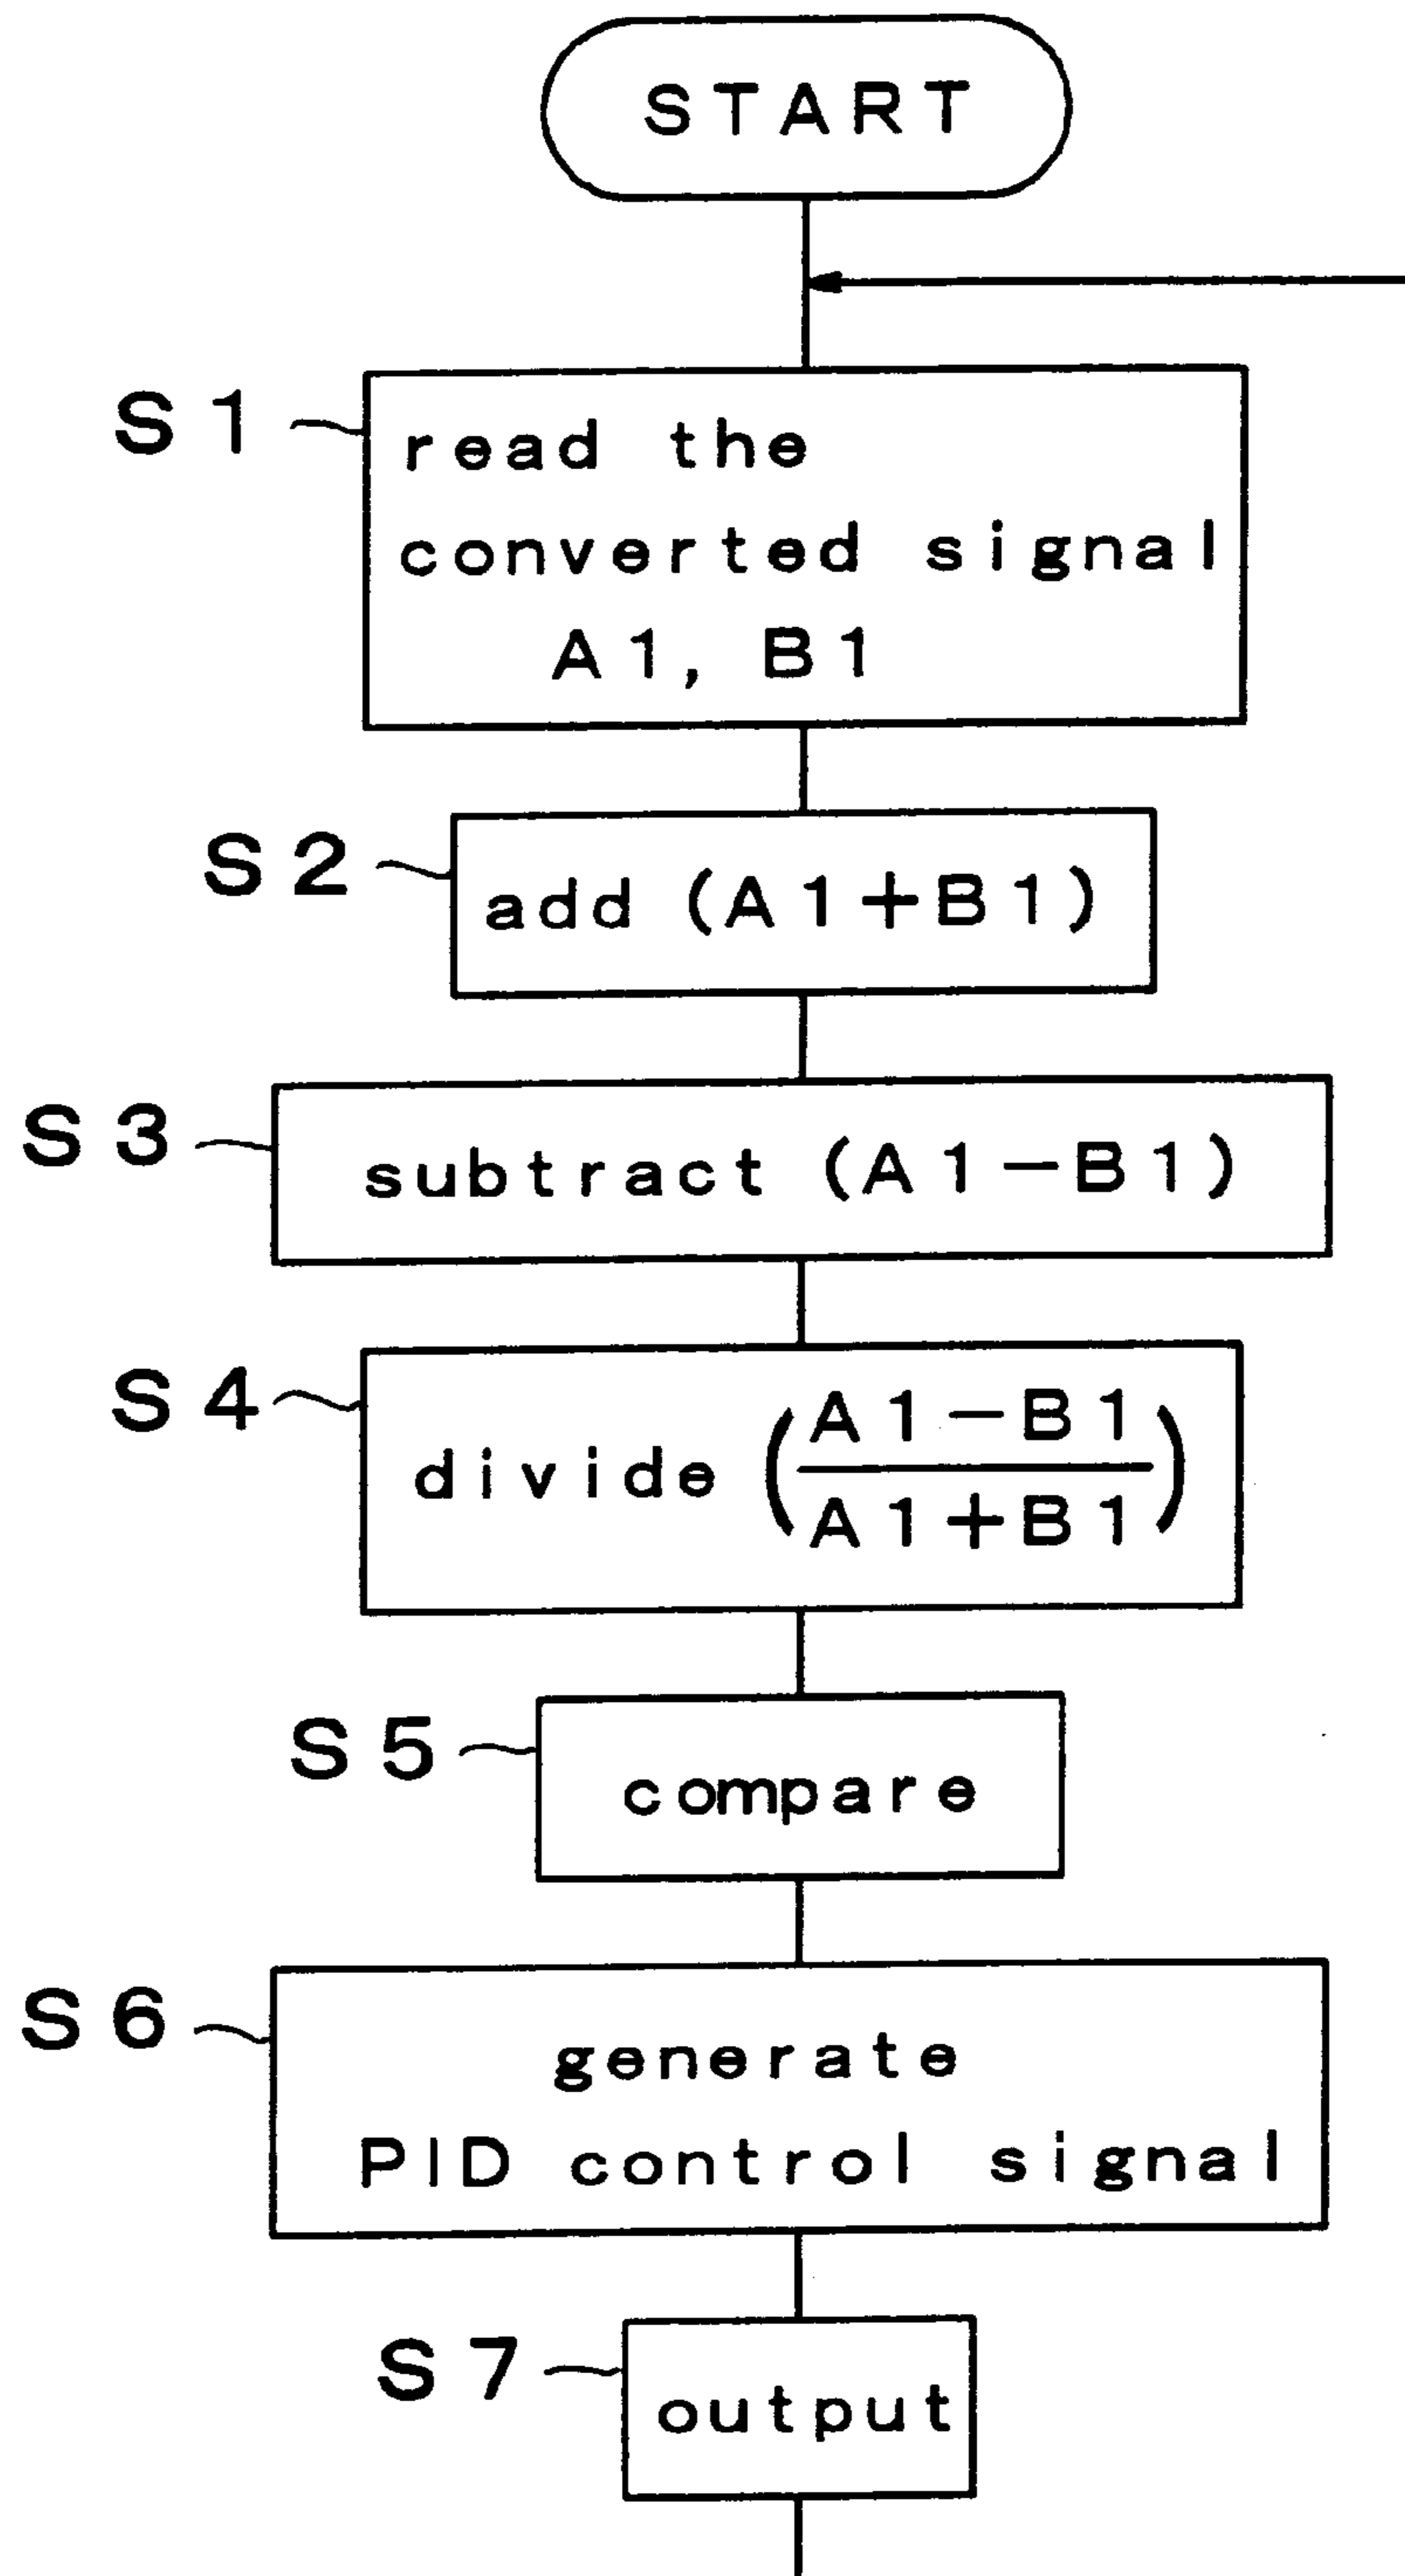 START
S1
read the
converted signal
A1, B1
S2
add (A1+B1)
S3
subtract (A1-B1)
S4
divide (A1-B1/A1+B1)
S5
compare
S6
generate
PID control signal
S7
output